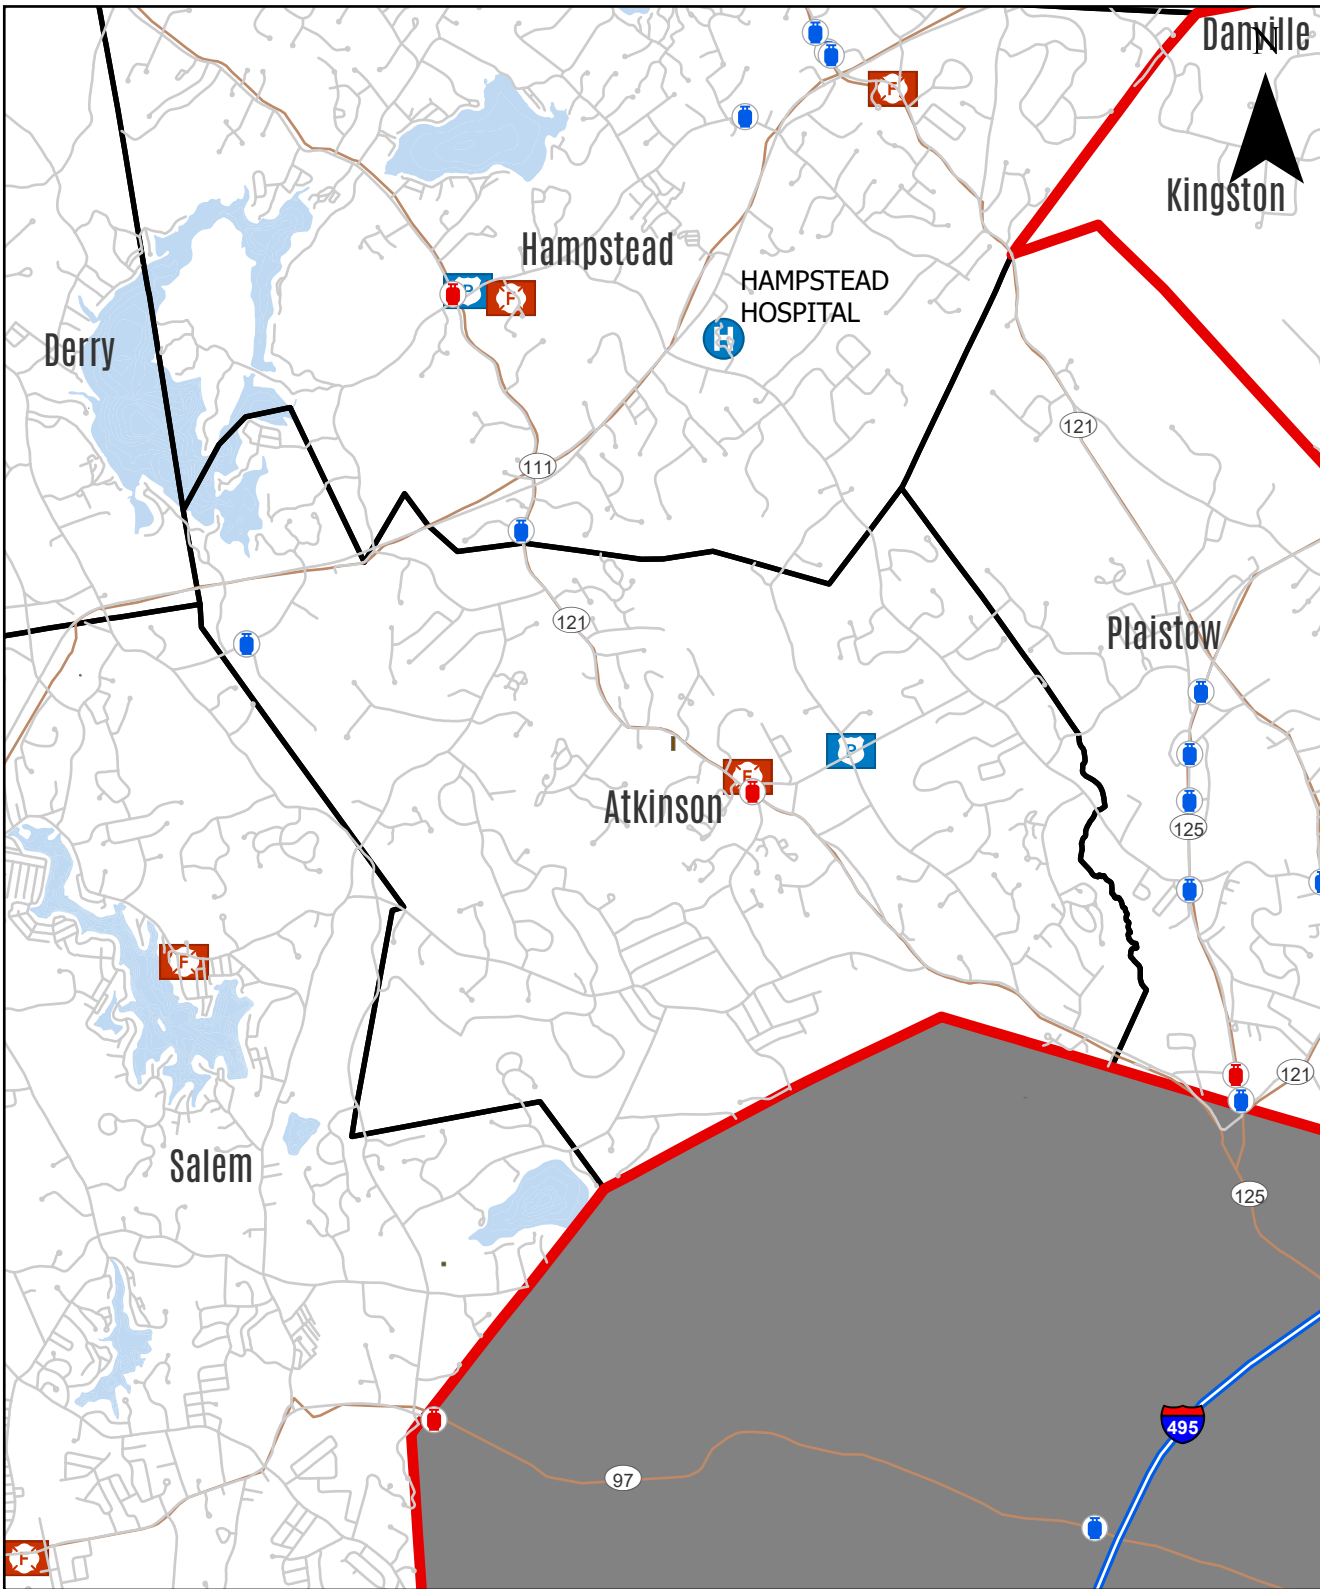 Danville
N
F
Kingston
Hampstead
HAMPSTEAD
HOSPITAL
P
F
H
Derry
121
111
121
Plaistow
P
F
Atkinson
125
F
121
Salem
125
495
97
F